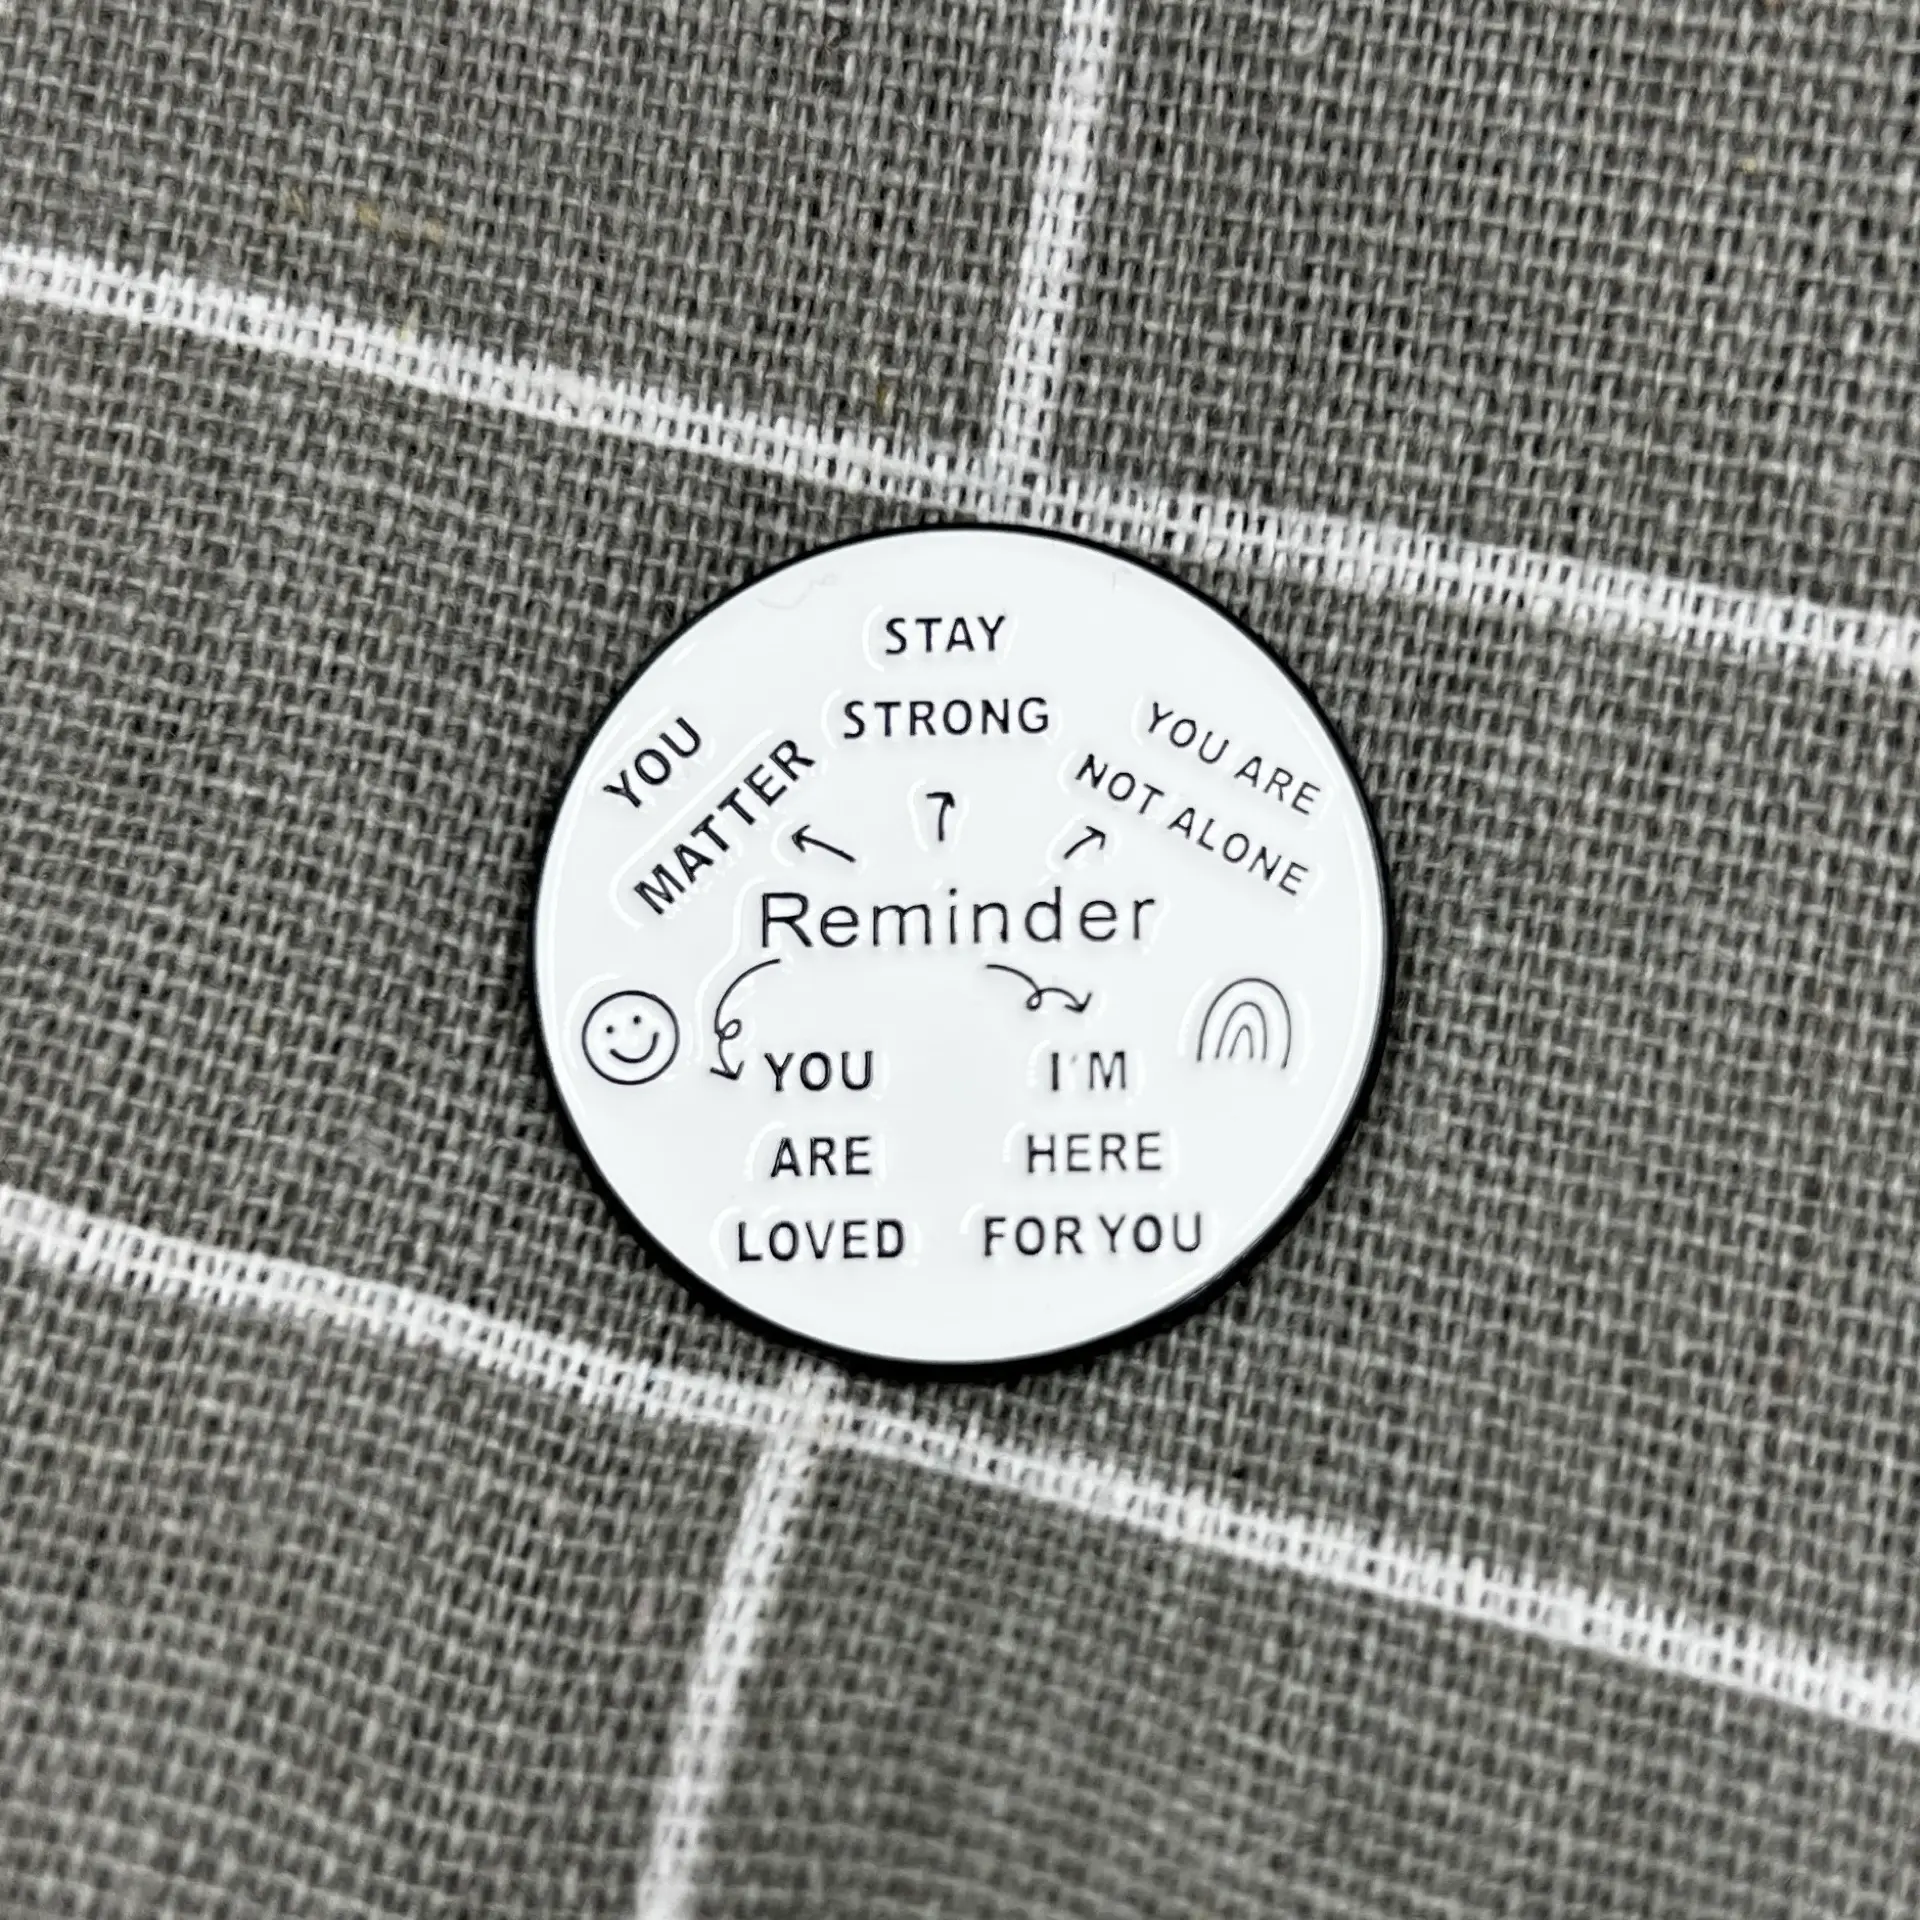 STAY
STRONG
YOU
MATTER
YOU ARE
NOT ALONE
Reminder
YOU
ARE
LOVED
I'M
HERE
FOR YOU